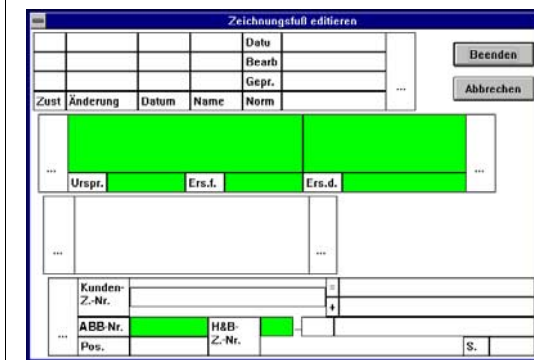 Zeichnungsfuß editieren
Datu
Bearb
Gepr.
Zust Änderung Datum Name Norm
...
Beenden
Abbrechen
...
...
Urspr. Ers.f. Ers.d.
...
...
Kunden-
Z.-Nr.
=
+
...
ABB-Nr. H&B-
Z.-Nr.
–
Pos. S.